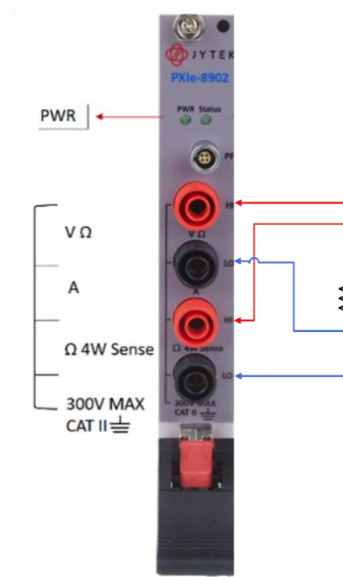 JYTEK
PXIe-8902
PWR Status
PWR
PF
HI
V Ω
V Ω
LO
A
A
HI
Ω 4W Sense
Ω 4W Sense
LO
300V MAX
300V MAX
CAT II
CAT II